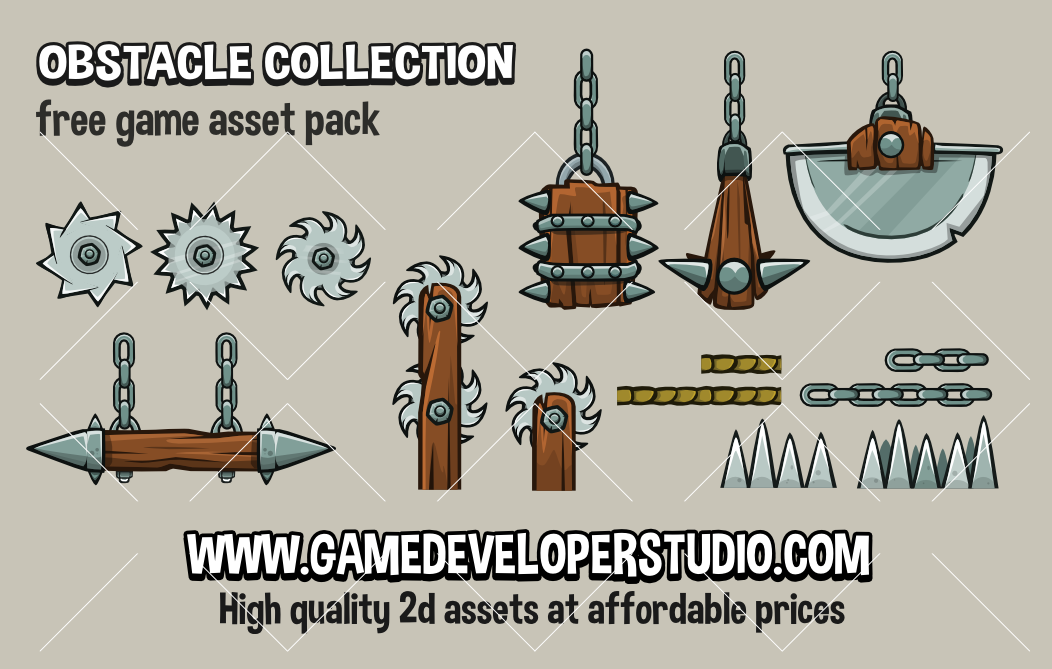 OBSTACLE COLLECTION
free game asset pack
WWW.GAMEDEVELOPERSTUDIO.COM
High quality 2d assets at affordable prices